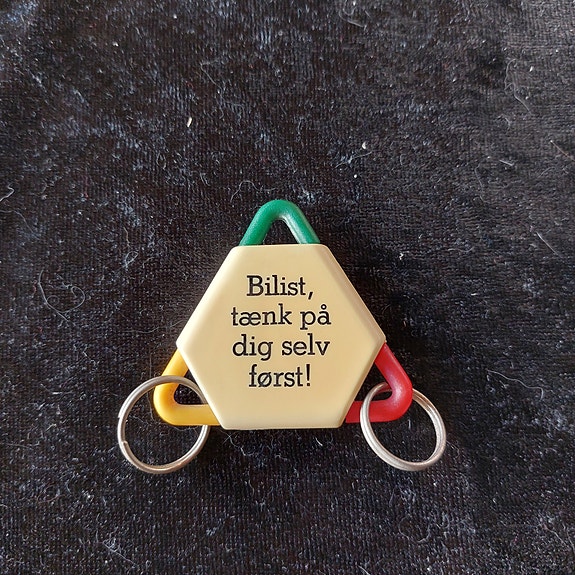 Bilist,
tænk på
dig selv
først!